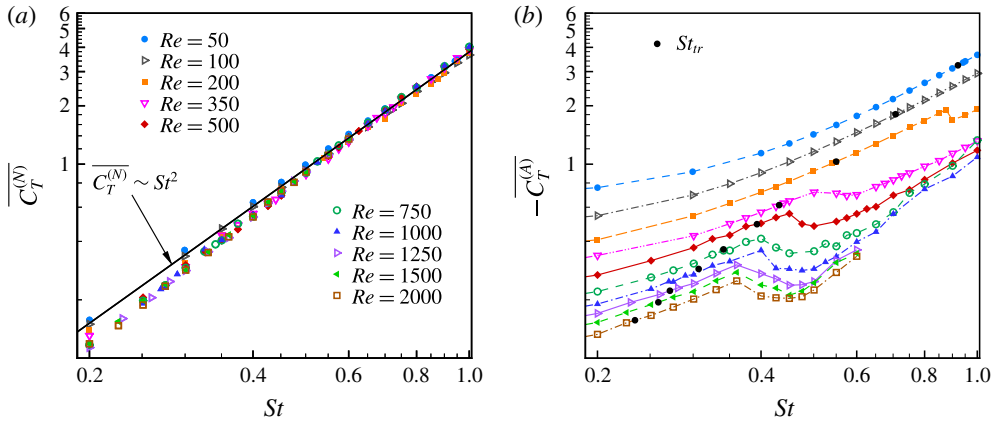 (a)
6
4
3
2
1
Re = 50
Re = 100
Re = 200
Re = 350
Re = 500
C_T^(N) ~ St^2
Re = 750
Re = 1000
Re = 1250
Re = 1500
Re = 2000
C_T^(N)
0.2 0.4 0.6 0.8 1.0
St
(b)
6
4
3
2
1
St_tr
−C_T^(A)
0.2 0.4 0.6 0.8 1.0
St